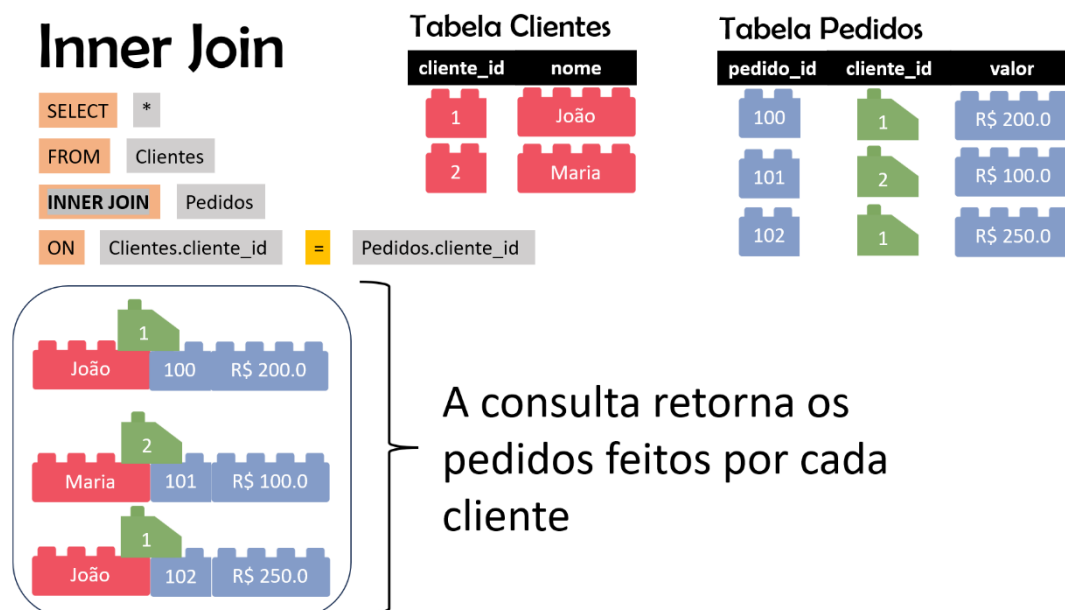 Inner Join
SELECT *
FROM Clientes
INNER JOIN Pedidos
ON Clientes.cliente_id = Pedidos.cliente_id
Tabela Clientes
cliente_id nome
1 João
2 Maria
Tabela Pedidos
pedido_id cliente_id valor
100 1 R$ 200.0
101 2 R$ 100.0
102 1 R$ 250.0
1
João 100 R$ 200.0
2
Maria 101 R$ 100.0
1
João 102 R$ 250.0
A consulta retorna os
pedidos feitos por cada
cliente